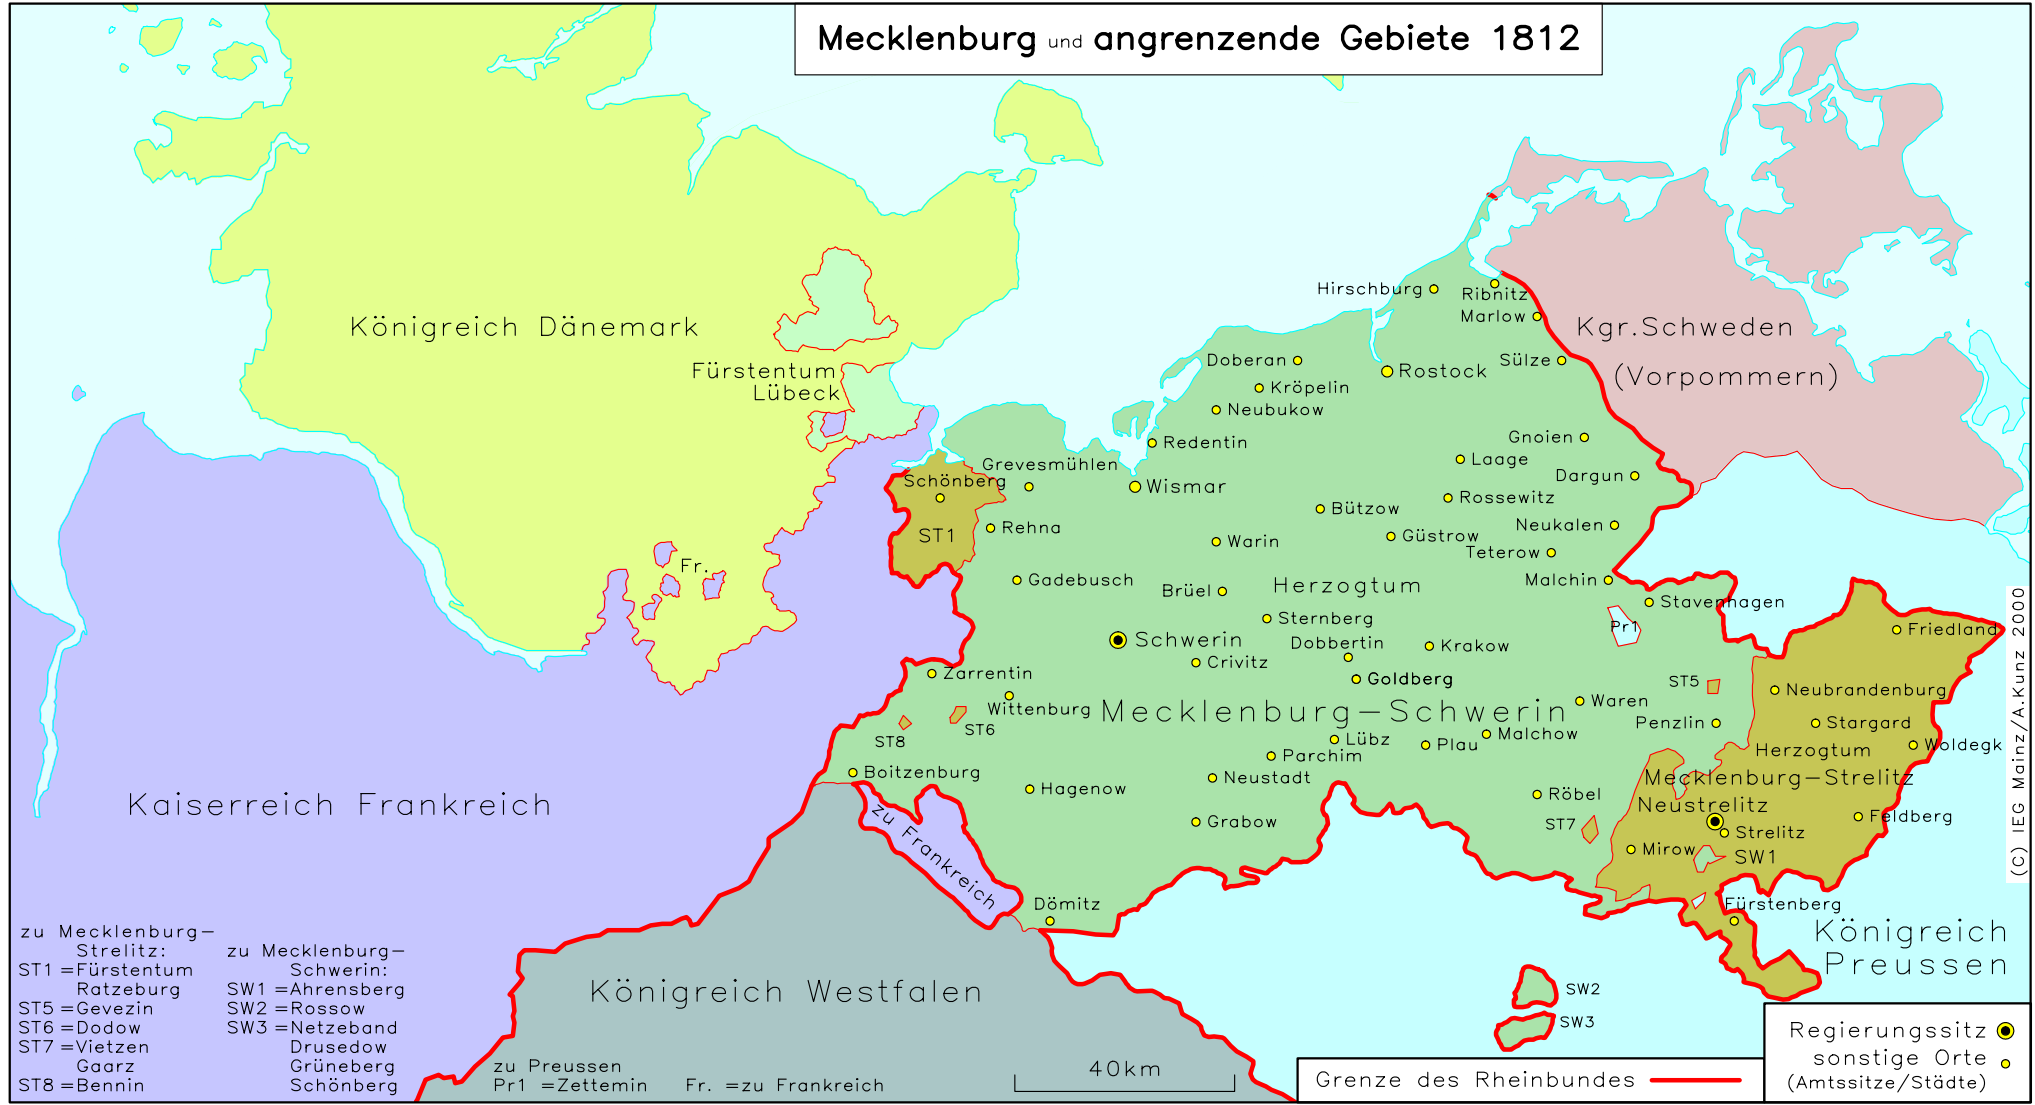 Mecklenburg und angrenzende Gebiete 1812
Königreich Dänemark
Fürstentum
Lübeck
Fr.
Hirschburg
Ribnitz
Marlow
Kgr.Schweden
(Vorpommern)
Doberan
Rostock
Sülze
Kröpelin
Neubukow
Redentin
Gnoien
Laage
Dargun
Grevesmühlen
Schönberg
Wismar
Rossewitz
Bützow
ST1
Rehna
Warin
Güstrow
Neukalen
Teterow
Gadebusch
Brüel
Herzogtum
Malchin
Stavenhagen
Sternberg
Pr1
Friedland
Schwerin
Dobbertin
Krakow
Crivitz
Zarrentin
Goldberg
ST5
Neubrandenburg
Wittenburg
Mecklenburg-Schwerin
Waren
ST8
ST6
Penzlin
Stargard
Lübz
Plau
Malchow
Woldegk
Parchim
Herzogtum
Boitzenburg
Neustadt
Mecklenburg-Strelitz
Hagenow
Röbel
Neustrelitz
Kaiserreich Frankreich
zu Frankreich
Grabow
ST7
Strelitz
Feldberg
Mirow
SW1
Dömitz
Fürstenberg
Königreich
Preussen
Königreich Westfalen
SW2
SW3
zu Mecklenburg-
Strelitz:
ST1 =Fürstentum
Ratzeburg
ST5 =Gevezin
ST6 =Dodow
ST7 =Vietzen
Gaarz
ST8 =Bennin
zu Mecklenburg-
Schwerin:
SW1 =Ahrensberg
SW2 =Rossow
SW3 =Netzeband
Drusedow
Grüneberg
Schönberg
zu Preussen
Pr1 =Zettemin
Fr. =zu Frankreich
40km
Grenze des Rheinbundes
Regierungssitz
sonstige Orte
(Amtssitze/Städte)
(C) IEG Mainz/A.Kunz 2000